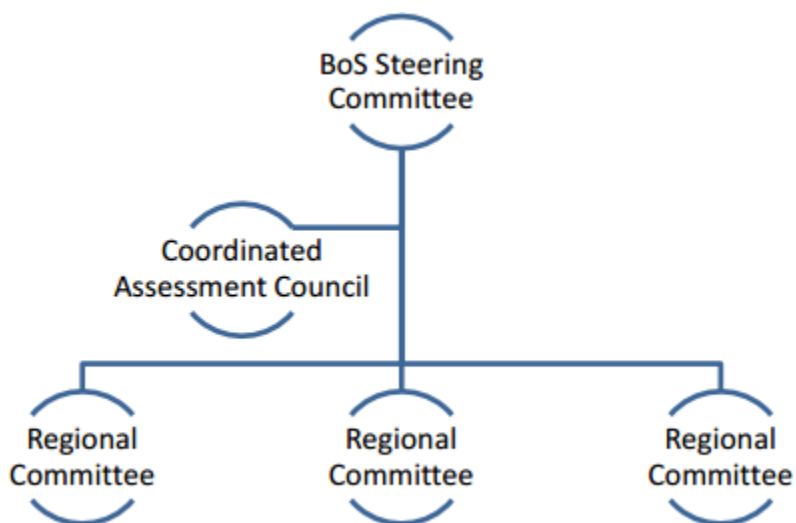 BoS Steering
Committee
Coordinated
Assessment Council
Regional
Committee
Regional
Committee
Regional
Committee